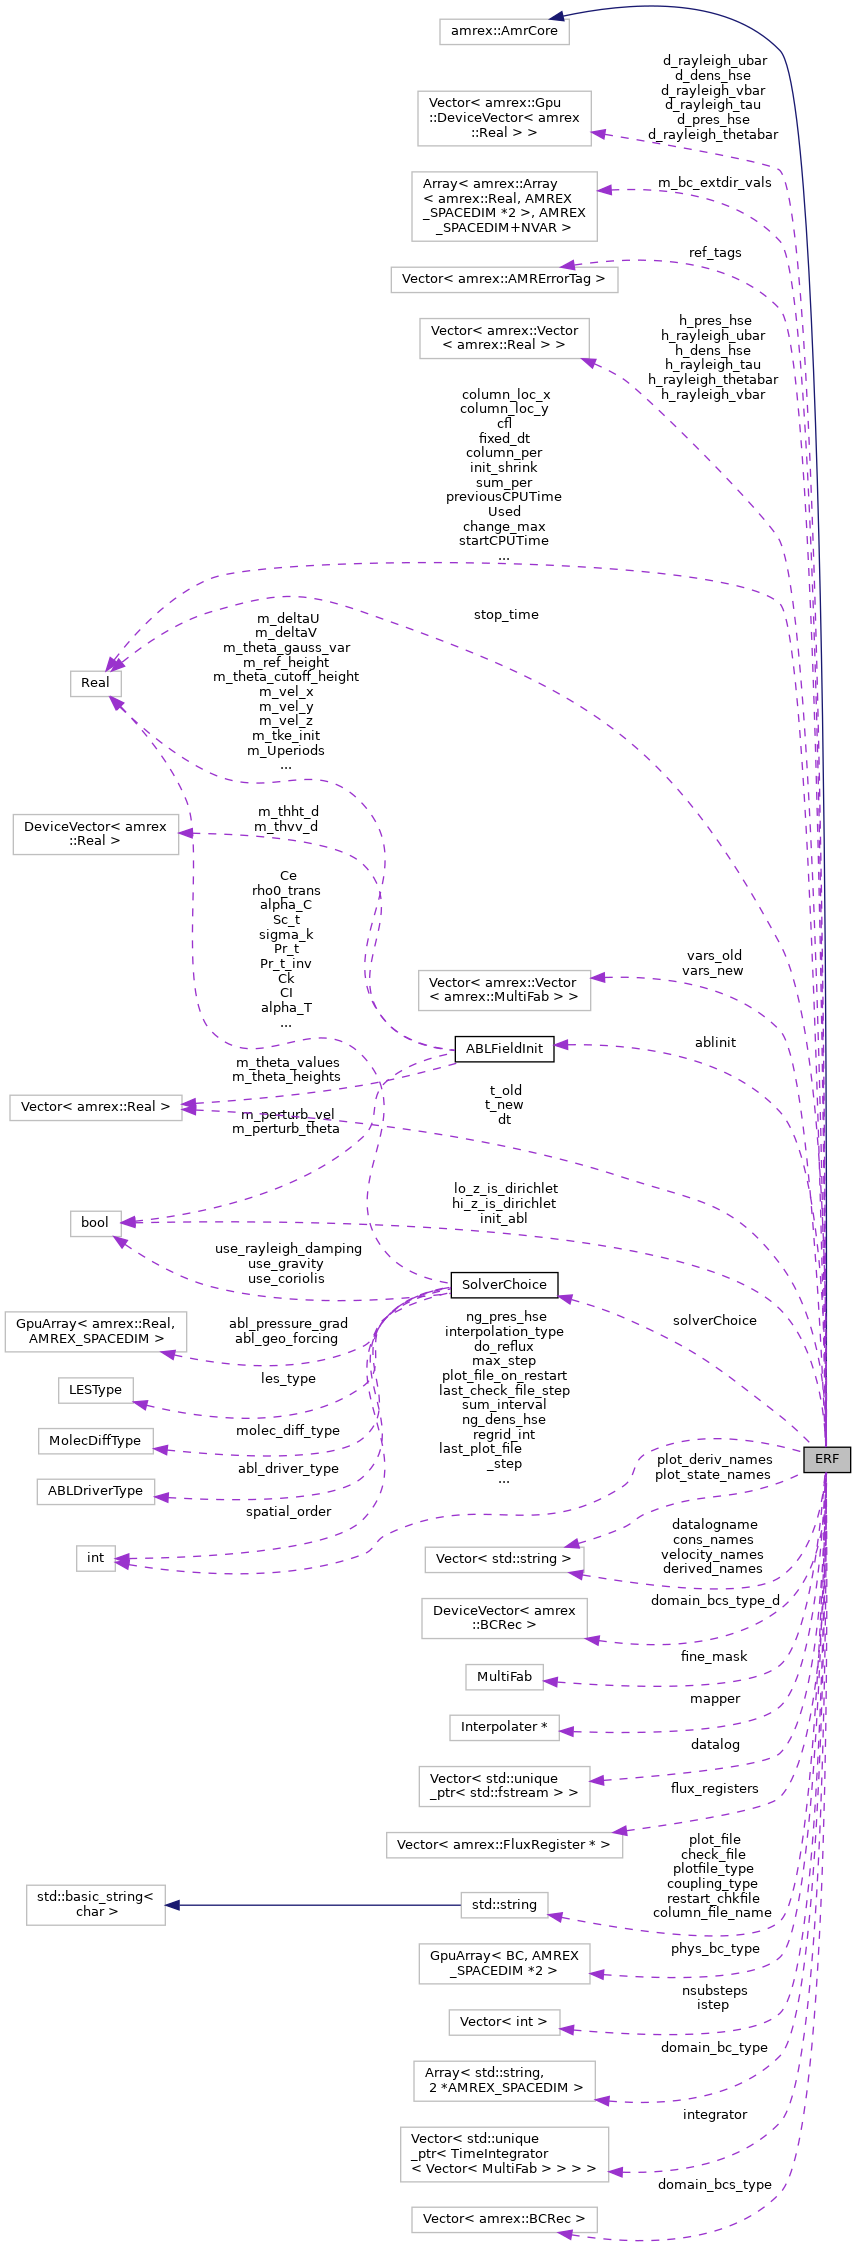 amrex::AmrCore
d_rayleigh_ubar
d_dens_hse
d_rayleigh_vbar
d_rayleigh_tau
d_pres_hse
d_rayleigh_thetabar
Vector< amrex::Gpu
::DeviceVector< amrex
::Real > >
Array< amrex::Array
< amrex::Real, AMREX
_SPACEDIM *2 >, AMREX
_SPACEDIM+NVAR >
m_bc_extdir_vals
ref_tags
Vector< amrex::AMRErrorTag >
Vector< amrex::Vector
< amrex::Real > >
h_pres_hse
h_rayleigh_ubar
h_dens_hse
h_rayleigh_tau
h_rayleigh_thetabar
h_rayleigh_vbar
column_loc_x
column_loc_y
cfl
fixed_dt
column_per
init_shrink
sum_per
previousCPUTime
Used
change_max
startCPUTime
...
stop_time
Real
m_deltaU
m_deltaV
m_theta_gauss_var
m_ref_height
m_theta_cutoff_height
m_vel_x
m_vel_y
m_vel_z
m_tke_init
m_Uperiods
...
DeviceVector< amrex
::Real >
m_thht_d
m_thvv_d
Ce
rho0_trans
alpha_C
Sc_t
sigma_k
Pr_t
Pr_t_inv
Ck
CI
alpha_T
...
vars_old
vars_new
Vector< amrex::Vector
< amrex::MultiFab > >
ABLFieldInit
ablinit
m_theta_values
m_theta_heights
Vector< amrex::Real >
t_old
t_new
dt
m_perturb_vel
m_perturb_theta
bool
lo_z_is_dirichlet
hi_z_is_dirichlet
init_abl
use_rayleigh_damping
use_gravity
use_coriolis
SolverChoice
solverChoice
GpuArray< amrex::Real,
AMREX_SPACEDIM >
abl_pressure_grad
abl_geo_forcing
LESType
les_type
MolecDiffType
molec_diff_type
ABLDriverType
abl_driver_type
spatial_order
int
ng_pres_hse
interpolation_type
do_reflux
max_step
plot_file_on_restart
last_check_file_step
sum_interval
ng_dens_hse
regrid_int
last_plot_file
_step
...
ERF
plot_deriv_names
plot_state_names
Vector< std::string >
datalogname
cons_names
velocity_names
derived_names
DeviceVector< amrex
::BCRec >
domain_bcs_type_d
MultiFab
fine_mask
Interpolater *
mapper
Vector< std::unique
_ptr< std::fstream > >
datalog
flux_registers
Vector< amrex::FluxRegister * >
plot_file
check_file
plotfile_type
coupling_type
restart_chkfile
column_file_name
std::basic_string<
char >
std::string
GpuArray< BC, AMREX
_SPACEDIM *2 >
phys_bc_type
Vector< int >
nsubsteps
istep
Array< std::string,
2 *AMREX_SPACEDIM >
domain_bc_type
Vector< std::unique
_ptr< TimeIntegrator
< Vector< MultiFab > > > >
integrator
Vector< amrex::BCRec >
domain_bcs_type